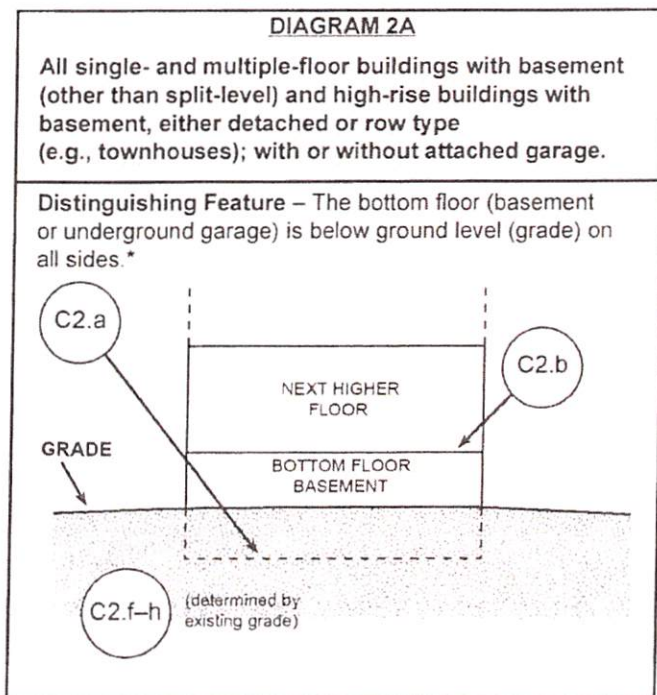 DIAGRAM 2A
All single- and multiple-floor buildings with basement
(other than split-level) and high-rise buildings with
basement, either detached or row type
(e.g., townhouses); with or without attached garage.
Distinguishing Feature – The bottom floor (basement
or underground garage) is below ground level (grade) on
all sides.*
C2.a
C2.b
NEXT HIGHER
FLOOR
GRADE
BOTTOM FLOOR
BASEMENT
C2.f–h
(determined by
existing grade)